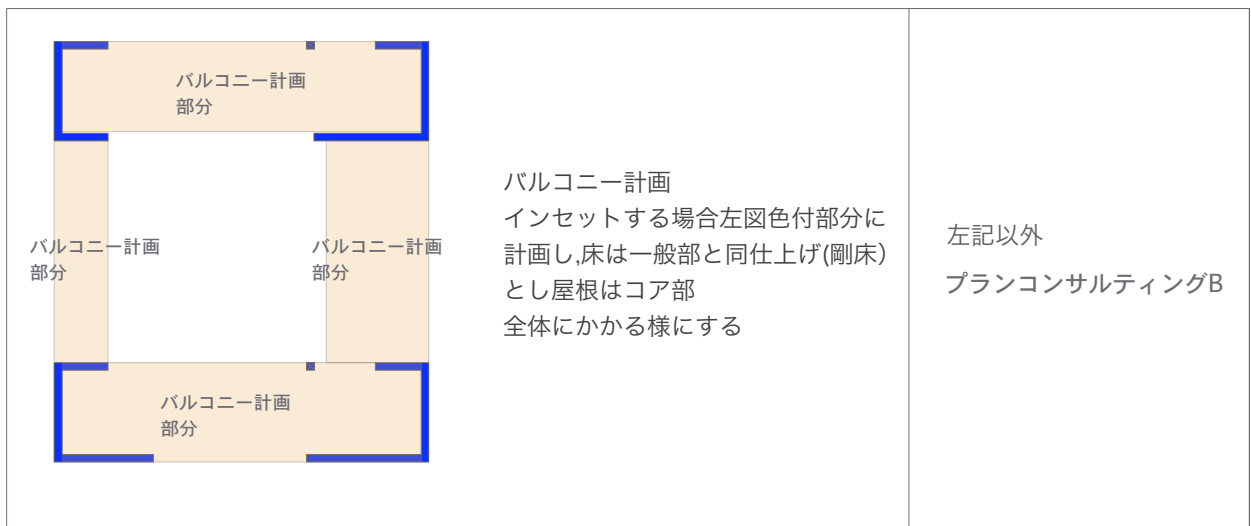 バルコニー計画
部分
バルコニー計画
部分
バルコニー計画
部分
バルコニー計画
部分
バルコニー計画
インセットする場合左図色付部分に
計画し,床は一般部と同仕上げ(剛床)
とし屋根はコア部
全体にかかる様にする
左記以外
プランコンサルティングB